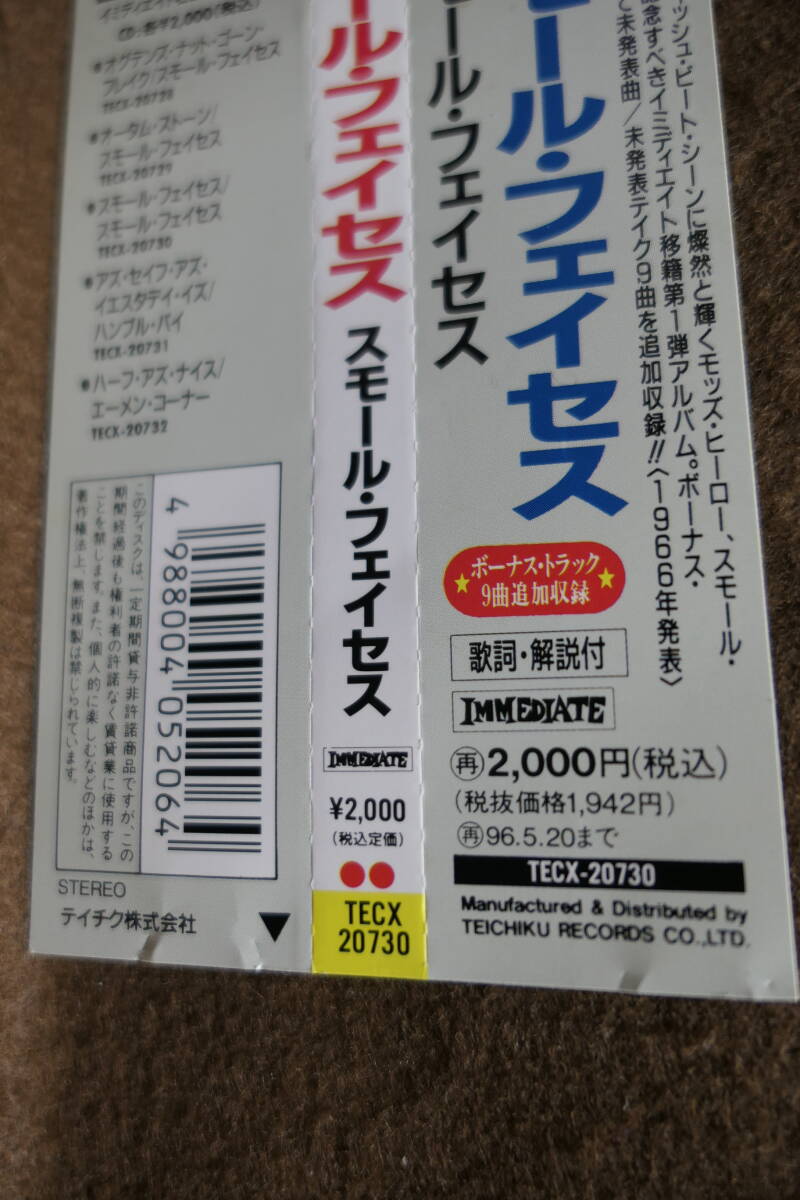 CD:各¥2,000(税込)
●オグデンズ・ナット・ゴーン・
フレイク/スモール・フェイセス
TECX-20728
●オータム・ストーン/
スモール・フェイセス
TECX-20729
●スモール・フェイセス/
スモール・フェイセス
TECX-20730
●アズ・セイフ・アズ・
イエスタデイ・イズ/
ハンブル・パイ
TECX-20731
●ハーフ・アズ・ナイス/
エーメン・コーナー
TECX-20732
このディスクは、一定期間貸与非許諾商品ですが、この
期間経過後も権利者の許諾なく賃貸業に使用する
ことを禁じます。また、個人的に楽しむなどのほかは、
著作権法上、無断複製は禁じられています。
4 988004 052064
STEREO
テイチク株式会社
ール・フェイセス
スモール・フェイセス
IMMEDIATE
¥2,000
(税込定価)
TECX
20730
モール・フェイセス
モール・フェイセス
ッシュ・ビート・シーンに燦然と輝くモッズ・ヒーロー、スモール・
念すべきイミディエイト移籍第1弾アルバム。ボーナス・
て未発表曲/未発表テイク9曲を追加収録!!〈1966年発表〉
★ボーナス・トラック★
9曲追加収録
歌詞・解説付
IMMEDIATE
再2,000円(税込)
(税抜価格1,942円)
再96.5.20まで
TECX-20730
Manufactured & Distributed by
TEICHIKU RECORDS CO.,LTD.